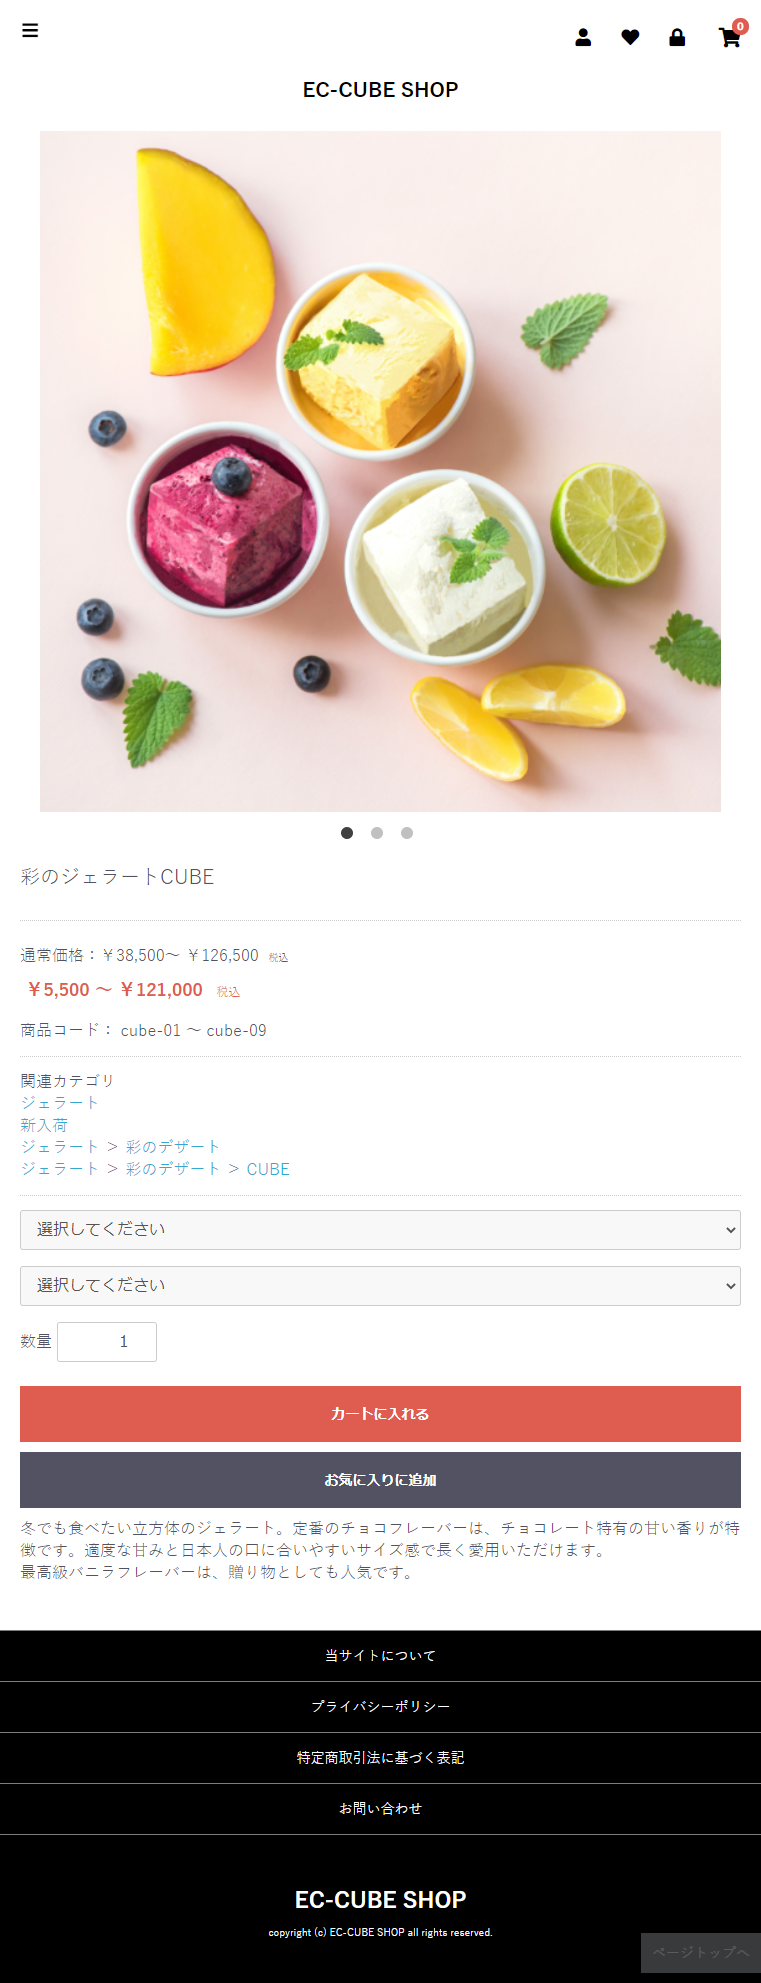 0
EC-CUBE SHOP
彩のジェラートCUBE
通常価格：￥38,500～ ￥126,500 税込
￥5,500 ～ ￥121,000 税込
商品コード： cube-01 ～ cube-09
関連カテゴリ
ジェラート
新入荷
ジェラート ＞ 彩のデザート
ジェラート ＞ 彩のデザート ＞ CUBE
選択してください
選択してください
数量 1
カートに入れる
お気に入りに追加
冬でも食べたい立方体のジェラート。定番のチョコフレーバーは、チョコレート特有の甘い香りが特
徴です。適度な甘みと日本人の口に合いやすいサイズ感で長く愛用いただけます。
最高級バニラフレーバーは、贈り物としても人気です。
当サイトについて
プライバシーポリシー
特定商取引法に基づく表記
お問い合わせ
EC-CUBE SHOP
copyright (c) EC-CUBE SHOP all rights reserved.
ページトップへ